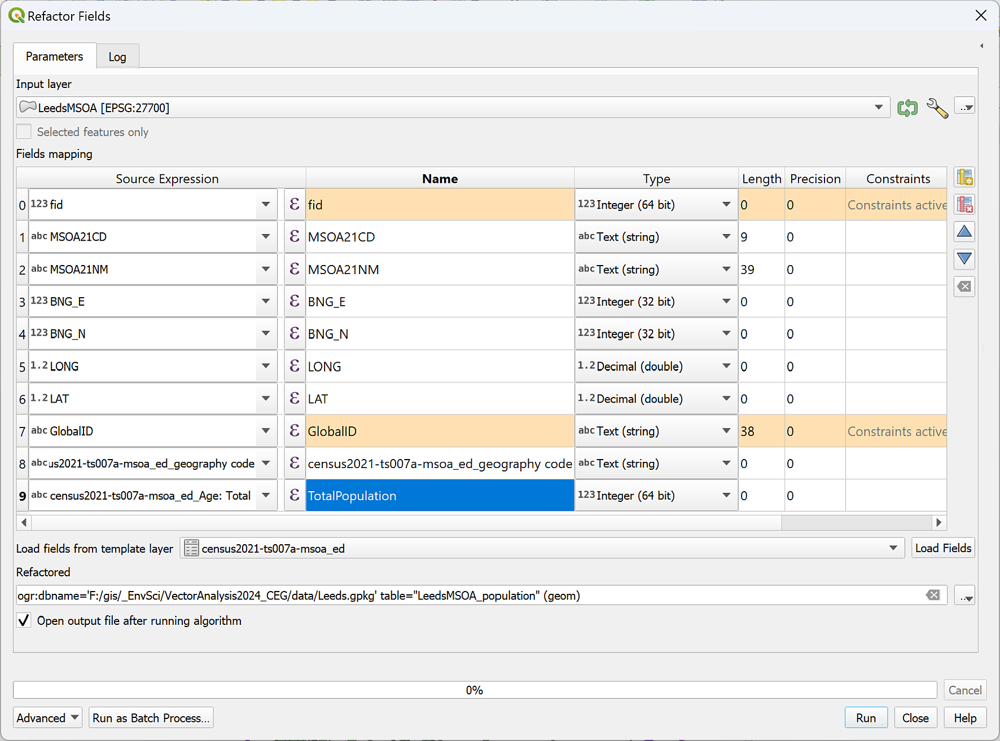 Refactor Fields
Parameters Log
Input layer
LeedsMSOA [EPSG:27700]
Selected features only
Fields mapping
Source Expression Name Type Length Precision Constraints
0 123 fid ε fid 123 Integer (64 bit) 0 0 Constraints active
1 abc MSOA21CD ε MSOA21CD abc Text (string) 9 0
2 abc MSOA21NM ε MSOA21NM abc Text (string) 39 0
3 123 BNG_E ε BNG_E 123 Integer (32 bit) 0 0
4 123 BNG_N ε BNG_N 123 Integer (32 bit) 0 0
5 1.2 LONG ε LONG 1.2 Decimal (double) 0 0
6 1.2 LAT ε LAT 1.2 Decimal (double) 0 0
7 abc GlobalID ε GlobalID abc Text (string) 38 0 Constraints active
8 abc us2021-ts007a-msoa_ed_geography code ε census2021-ts007a-msoa_ed_geography code abc Text (string) 0 0
9 abc census2021-ts007a-msoa_ed_Age: Total ε TotalPopulation 123 Integer (64 bit) 0 0
Load fields from template layer census2021-ts007a-msoa_ed Load Fields
Refactored
ogr:dbname='F:/gis/_EnvSci/VectorAnalysis2024_CEG/data/Leeds.gpkg' table="LeedsMSOA_population" (geom) ...
Open output file after running algorithm
0% Cancel
Advanced Run as Batch Process... Run Close Help